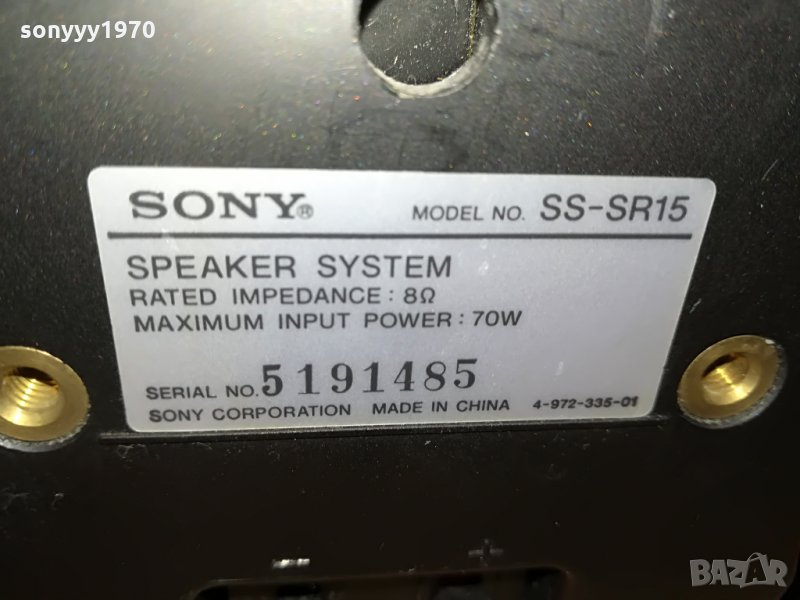 sonyyy1970
SONY® MODEL NO. SS-SR15
SPEAKER SYSTEM
RATED IMPEDANCE : 8Ω
MAXIMUM INPUT POWER : 70W
SERIAL NO. 5191485
SONY CORPORATION MADE IN CHINA 4-972-335-01
− +
BAZAR